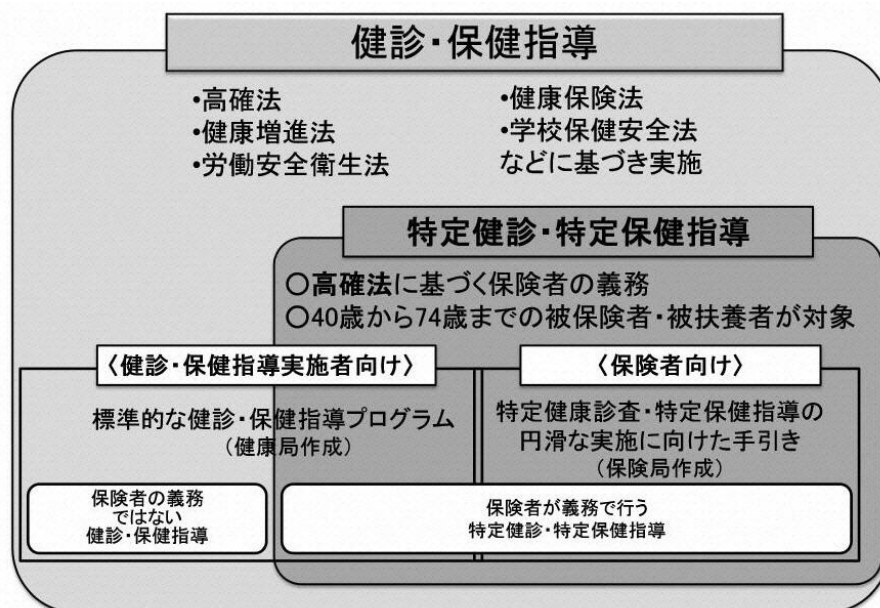 健診・保健指導
•高確法
•健康増進法
•労働安全衛生法
•健康保険法
•学校保健安全法
などに基づき実施
特定健診・特定保健指導
○高確法に基づく保険者の義務
○40歳から74歳までの被保険者・被扶養者が対象
〈健診・保健指導実施者向け〉
標準的な健診・保健指導プログラム
(健康局作成)
〈保険者向け〉
特定健康診査・特定保健指導の
円滑な実施に向けた手引き
(保険局作成)
保険者の義務
ではない
健診・保健指導
保険者が義務で行う
特定健診・特定保健指導